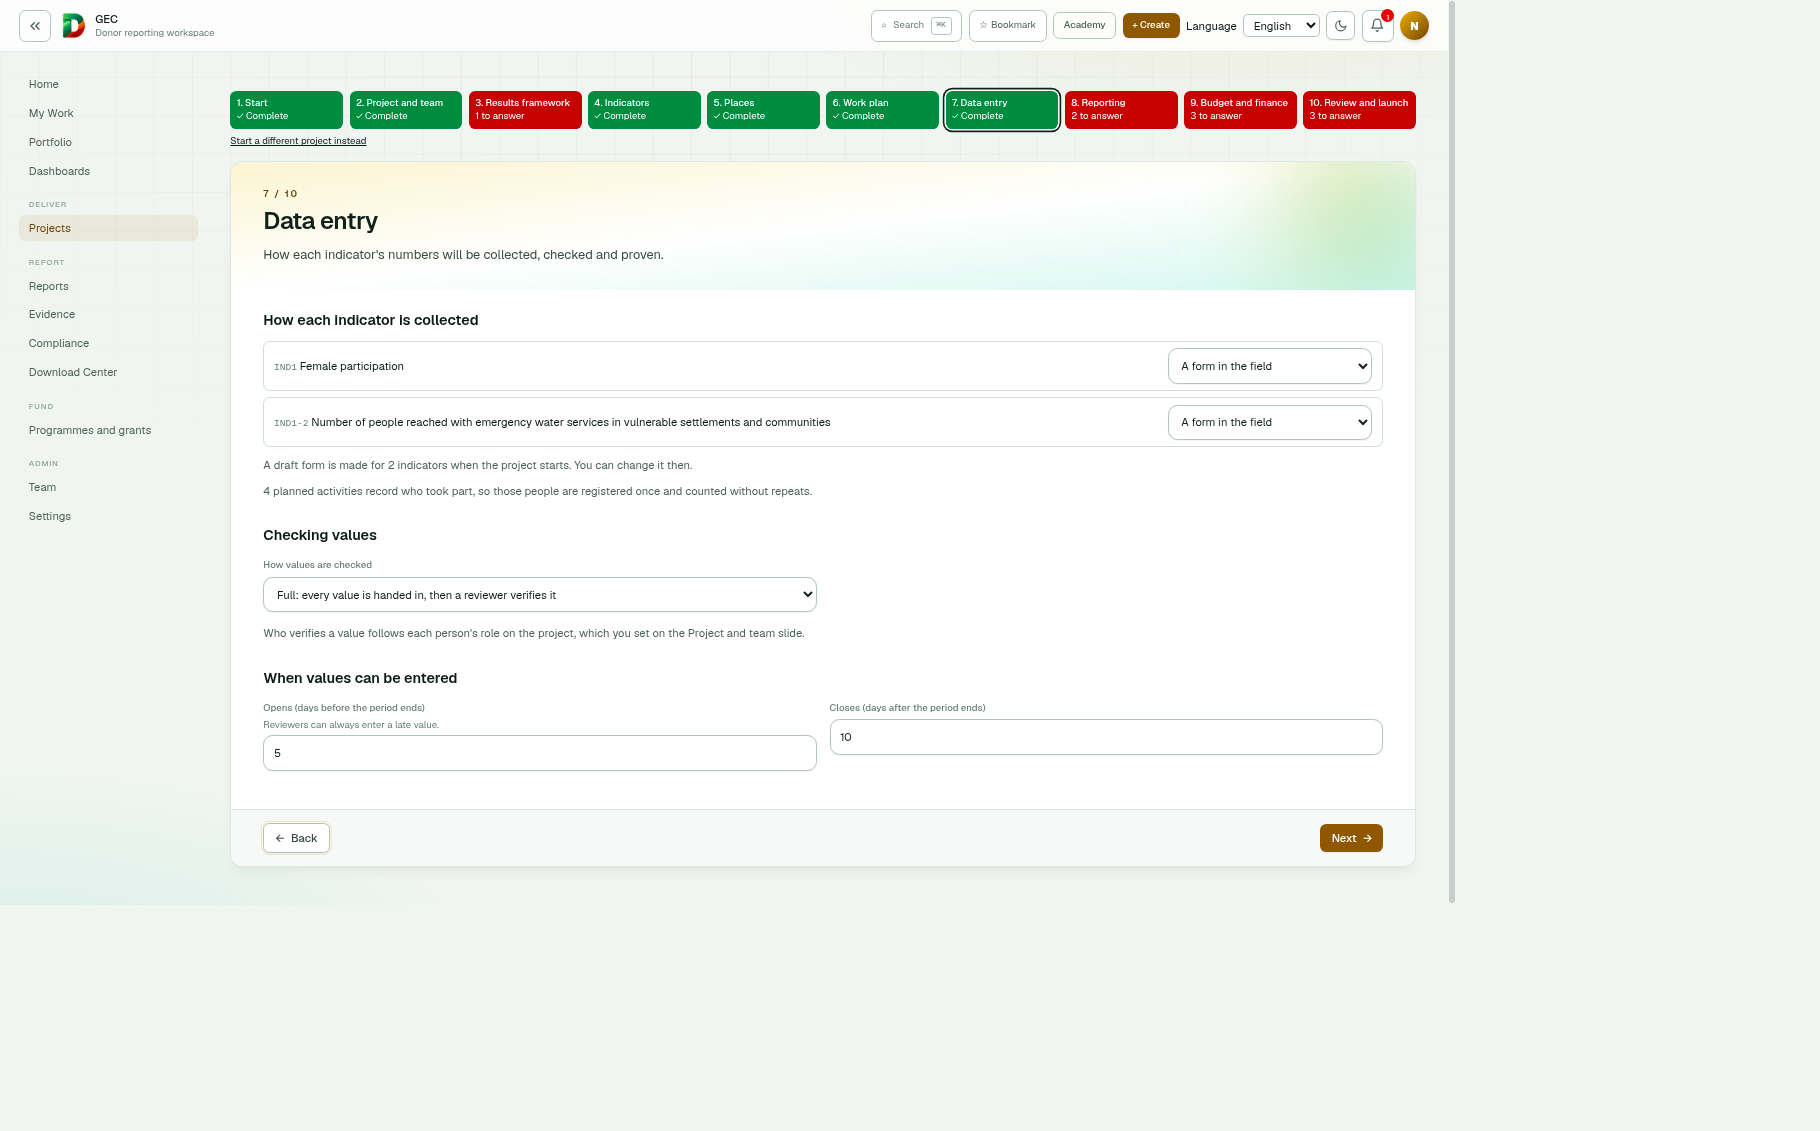 GEC
Donor reporting workspace
Search
⌘K
☆ Bookmark
Academy
+ Create
Language
English
1
N
Home
My Work
Portfolio
Dashboards
DELIVER
Projects
REPORT
Reports
Evidence
Compliance
Download Center
FUND
Programmes and grants
ADMIN
Team
Settings
1. Start
✓ Complete
2. Project and team
✓ Complete
3. Results framework
1 to answer
4. Indicators
✓ Complete
5. Places
✓ Complete
6. Work plan
✓ Complete
7. Data entry
✓ Complete
8. Reporting
2 to answer
9. Budget and finance
3 to answer
10. Review and launch
3 to answer
Start a different project instead
7 / 10
Data entry
How each indicator's numbers will be collected, checked and proven.
How each indicator is collected
IND1 Female participation
A form in the field
IND1-2 Number of people reached with emergency water services in vulnerable settlements and communities
A form in the field
A draft form is made for 2 indicators when the project starts. You can change it then.
4 planned activities record who took part, so those people are registered once and counted without repeats.
Checking values
How values are checked
Full: every value is handed in, then a reviewer verifies it
Who verifies a value follows each person's role on the project, which you set on the Project and team slide.
When values can be entered
Opens (days before the period ends)
Reviewers can always enter a late value.
5
Closes (days after the period ends)
10
← Back
Next →